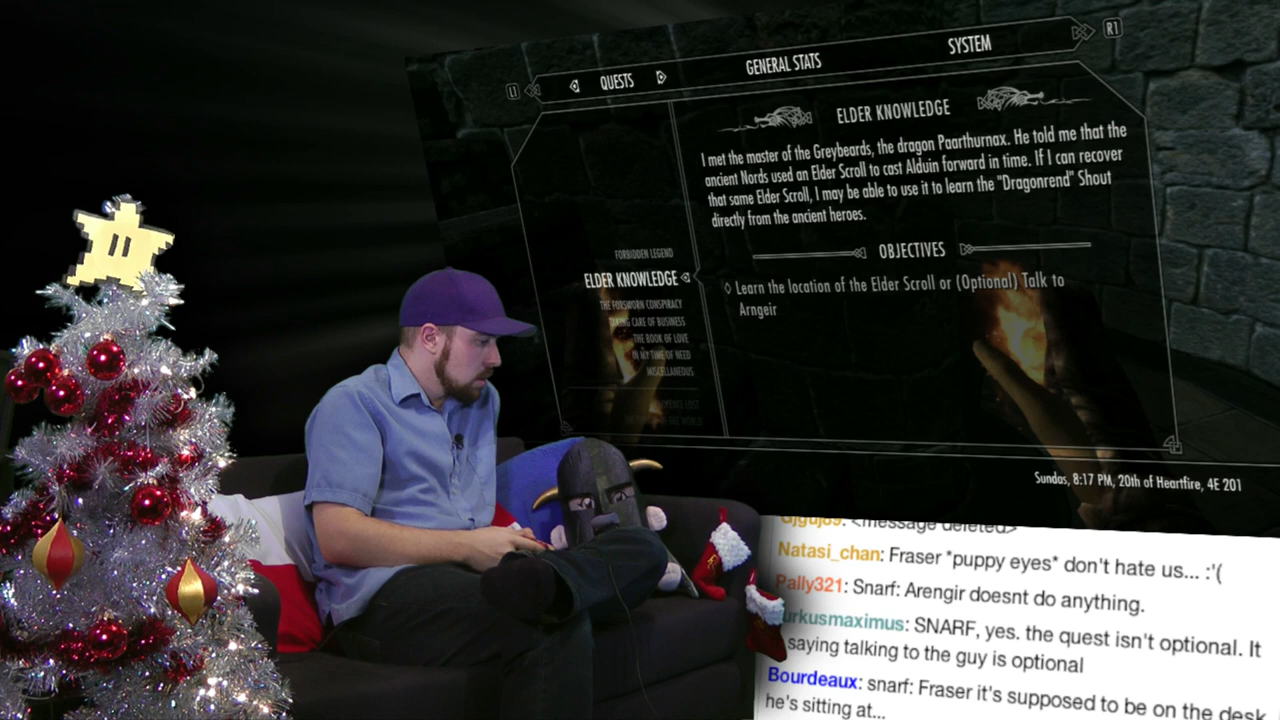 L1
QUESTS
GENERAL STATS
SYSTEM
R1
ELDER KNOWLEDGE
I met the master of the Greybeards, the dragon Paarthurnax. He told me that the
ancient Nords used an Elder Scroll to cast Alduin forward in time. If I can recover
that same Elder Scroll, I may be able to use it to learn the "Dragonrend" Shout
directly from the ancient heroes.
OBJECTIVES
Learn the location of the Elder Scroll or (Optional) Talk to
Arngeir
FORBIDDEN LEGEND
ELDER KNOWLEDGE
THE FORSWORN CONSPIRACY
TAKING CARE OF BUSINESS
THE BOOK OF LOVE
IN MY TIME OF NEED
MISCELLANEOUS
LOST
WORLD
Sundas, 8:17 PM, 20th of Heartfire, 4E 201
<message deleted>
Natasi_chan: Fraser *puppy eyes* don't hate us... :'(
Pally321: Snarf: Arengir doesnt do anything.
urkusmaximus: SNARF, yes. the quest isn't optional. It
saying talking to the guy is optional
Bourdeaux: snarf: Fraser it's supposed to be on the desk
he's sitting at...